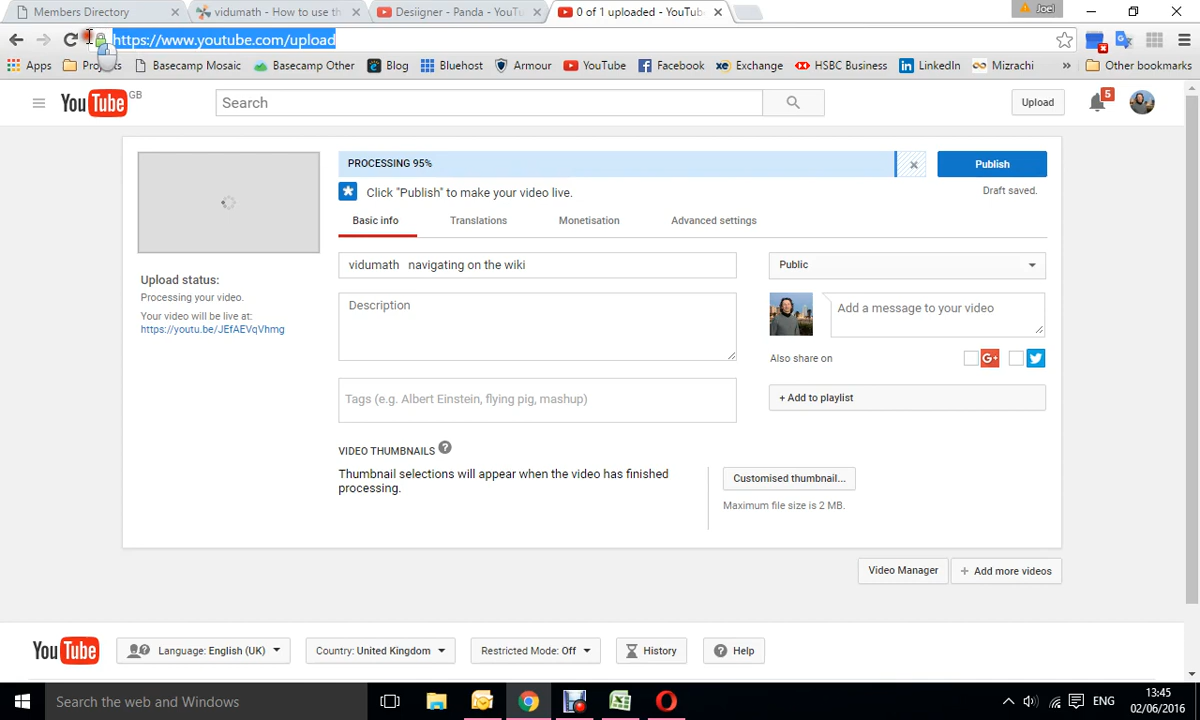 Members Directory
vidumath - How to use th
Desiigner - Panda - YouTu
0 of 1 uploaded - YouTub
Joel
https://www.youtube.com/upload
Apps
Basecamp Mosaic
Basecamp Other
Blog
Bluehost
Armour
YouTube
Facebook
Exchange
HSBC Business
LinkedIn
Mizrachi
»
Other bookmarks
YouTube GB
Search
Upload
5
PROCESSING 95%
Publish
Click "Publish" to make your video live.
Draft saved.
Basic info
Translations
Monetisation
Advanced settings
vidumath navigating on the wiki
Public
Description
Add a message to your video
Upload status:
Processing your video.
Your video will be live at:
https://youtu.be/JEfAEVqVhmg
Also share on
G+
Tags (e.g. Albert Einstein, flying pig, mashup)
+ Add to playlist
VIDEO THUMBNAILS ?
Thumbnail selections will appear when the video has finished
processing.
Customised thumbnail...
Maximum file size is 2 MB.
Video Manager
+ Add more videos
YouTube
Language: English (UK)
Country: United Kingdom
Restricted Mode: Off
History
Help
Search the web and Windows
ENG
13:45
02/06/2016